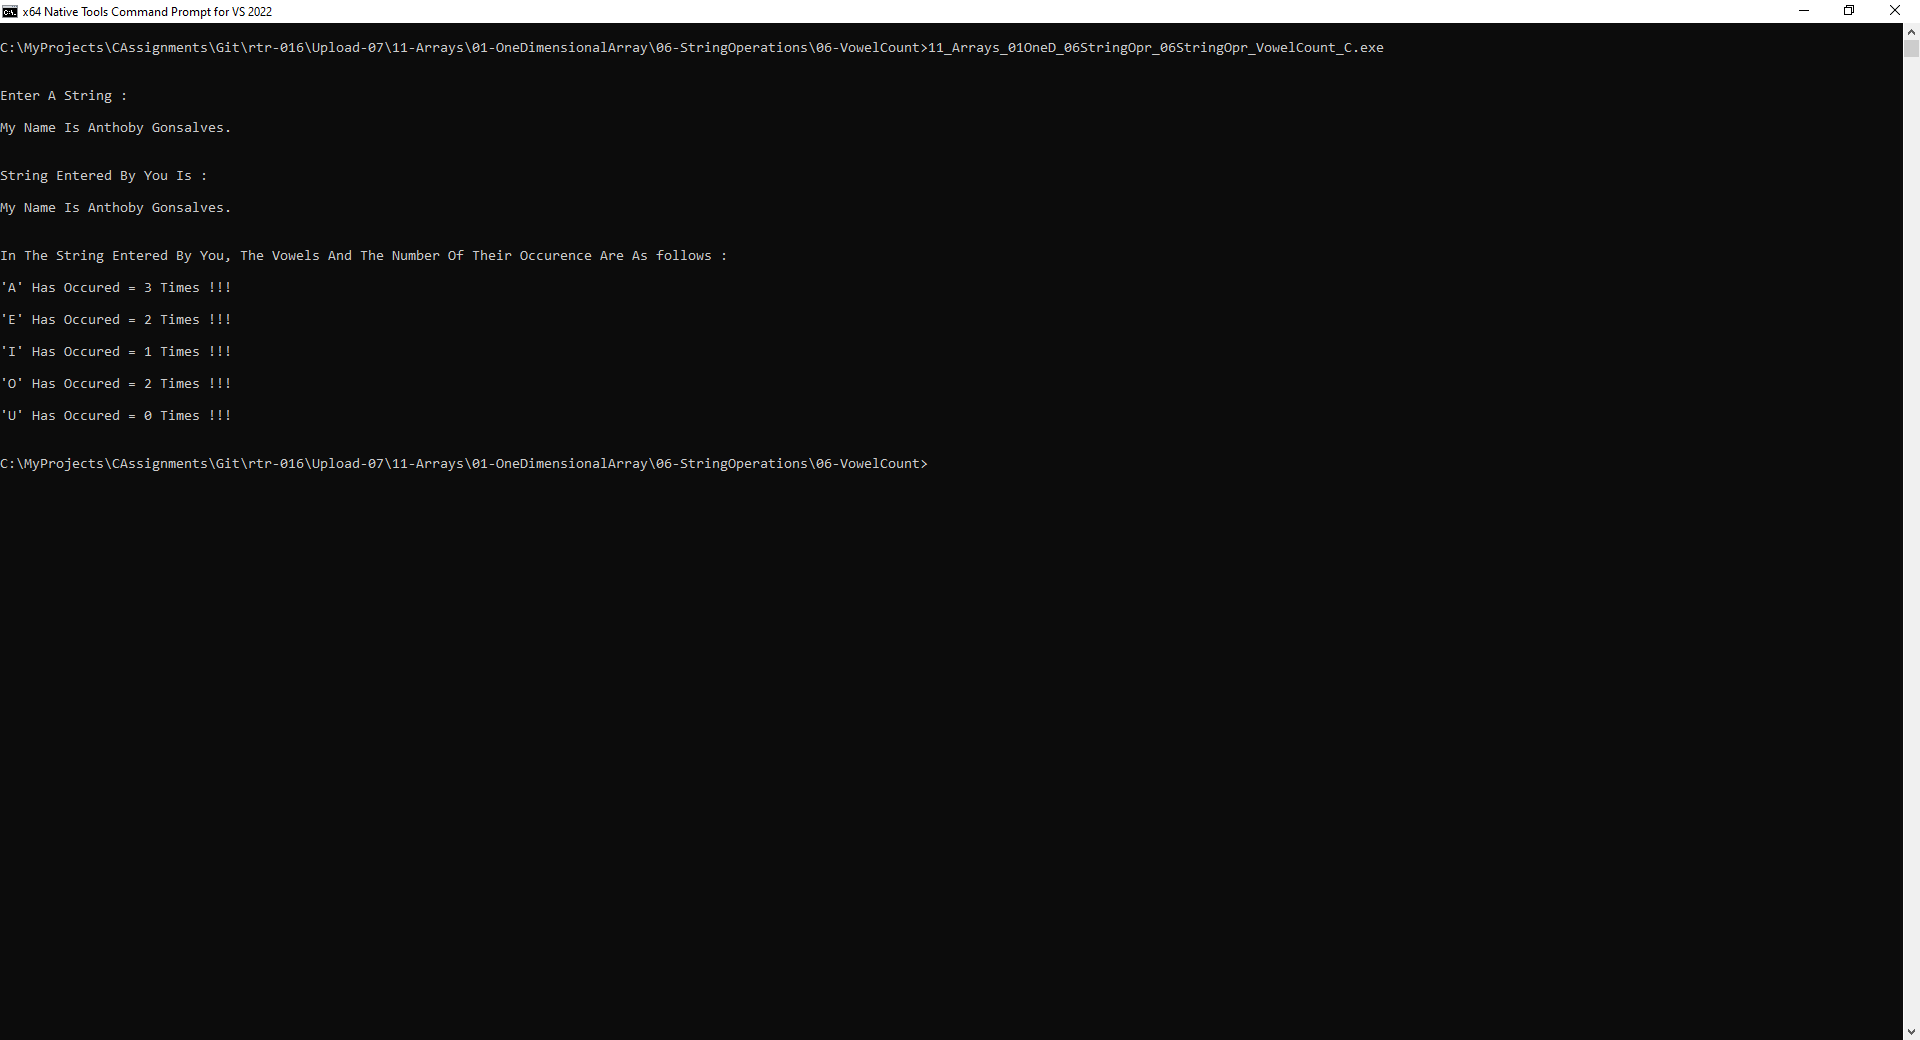 x64 Native Tools Command Prompt for VS 2022
C:\MyProjects\CAssignments\Git\rtr-016\Upload-07\11-Arrays\01-OneDimensionalArray\06-StringOperations\06-VowelCount>11_Arrays_01OneD_06StringOpr_06StringOpr_VowelCount_C.exe
Enter A String :
My Name Is Anthoby Gonsalves.
String Entered By You Is :
My Name Is Anthoby Gonsalves.
In The String Entered By You, The Vowels And The Number Of Their Occurence Are As follows :
'A' Has Occured = 3 Times !!!
'E' Has Occured = 2 Times !!!
'I' Has Occured = 1 Times !!!
'O' Has Occured = 2 Times !!!
'U' Has Occured = 0 Times !!!
C:\MyProjects\CAssignments\Git\rtr-016\Upload-07\11-Arrays\01-OneDimensionalArray\06-StringOperations\06-VowelCount>